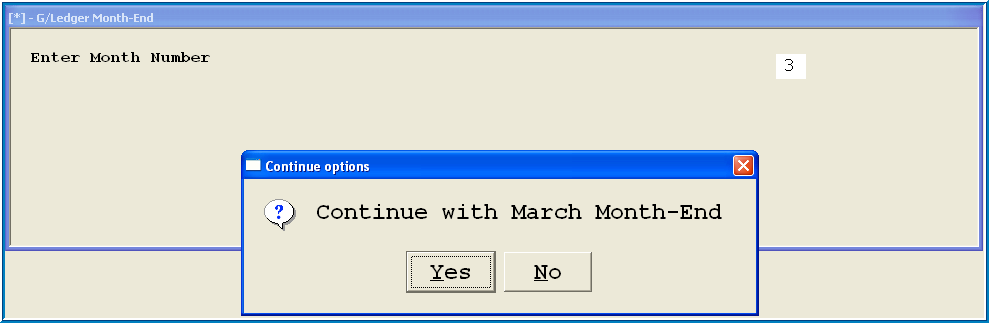 [*] - G/Ledger Month-End
Enter Month Number 3
Continue options
? Continue with March Month-End
Yes No